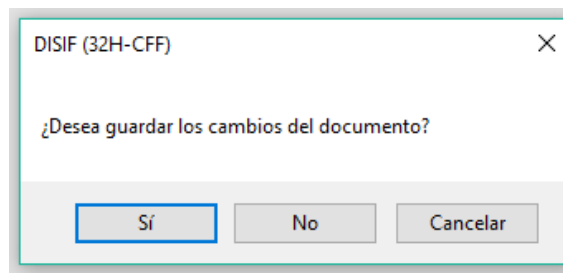 DISIF (32H-CFF)
¿Desea guardar los cambios del documento?
Sí No Cancelar